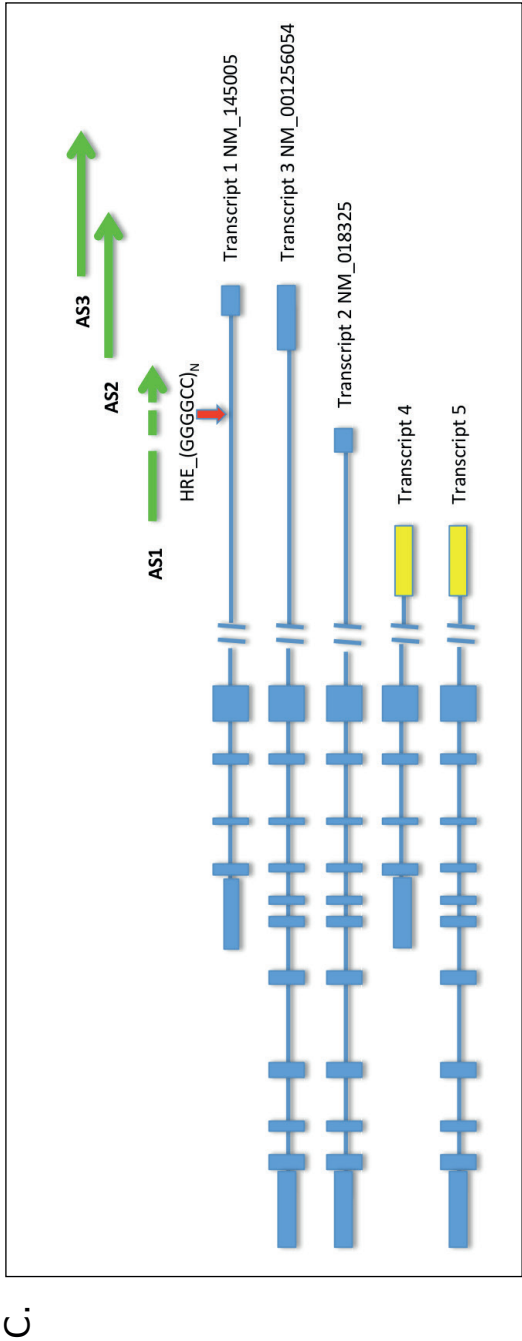 C.
AS3
AS2
AS1
HRE_(GGGGCC)N
Transcript 1 NM_145005
Transcript 3 NM_001256054
Transcript 2 NM_018325
Transcript 4
Transcript 5